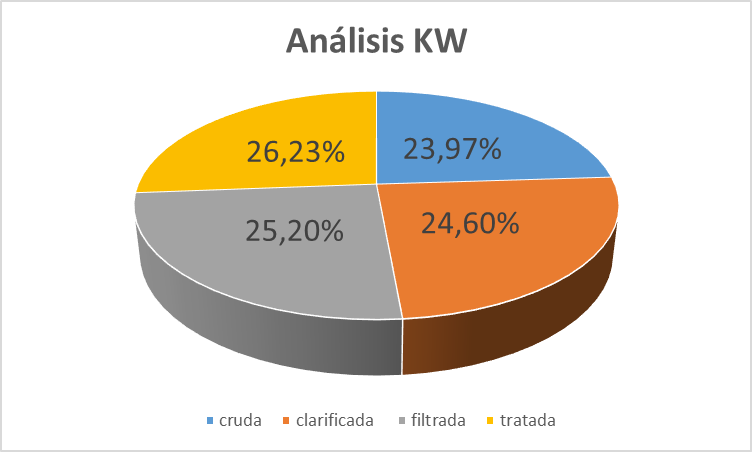 Análisis KW
26,23% 23,97%
25,20% 24,60%
cruda clarificada filtrada tratada